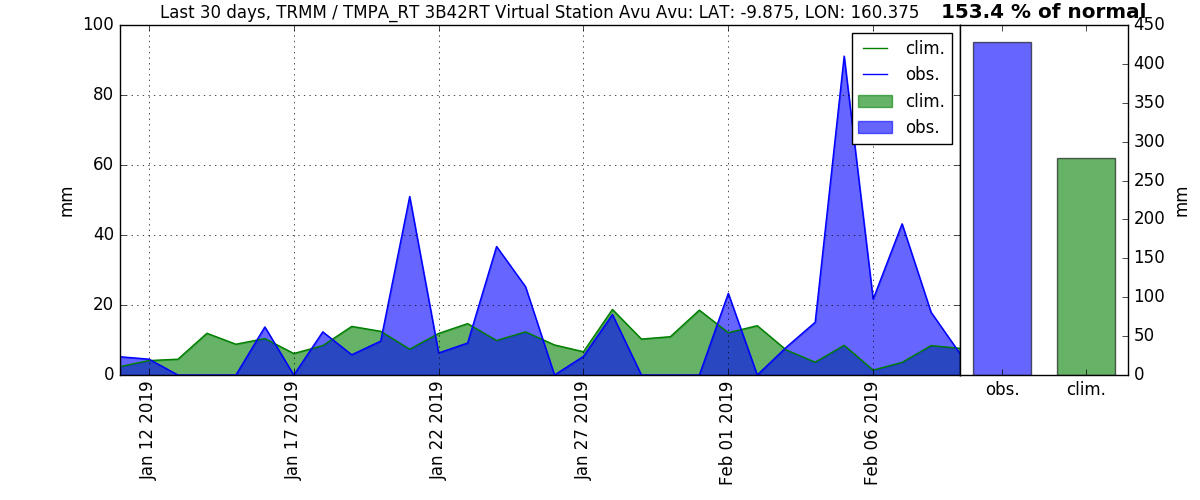 Last 30 days, TRMM / TMPA_RT 3B42RT Virtual Station Avu Avu: LAT: -9.875, LON: 160.375
153.4 % of normal
100
80
60
40
20
0
mm
clim.
obs.
clim.
obs.
450
400
350
300
250
200
150
100
50
0
mm
Jan 12 2019
Jan 17 2019
Jan 22 2019
Jan 27 2019
Feb 01 2019
Feb 06 2019
obs.
clim.